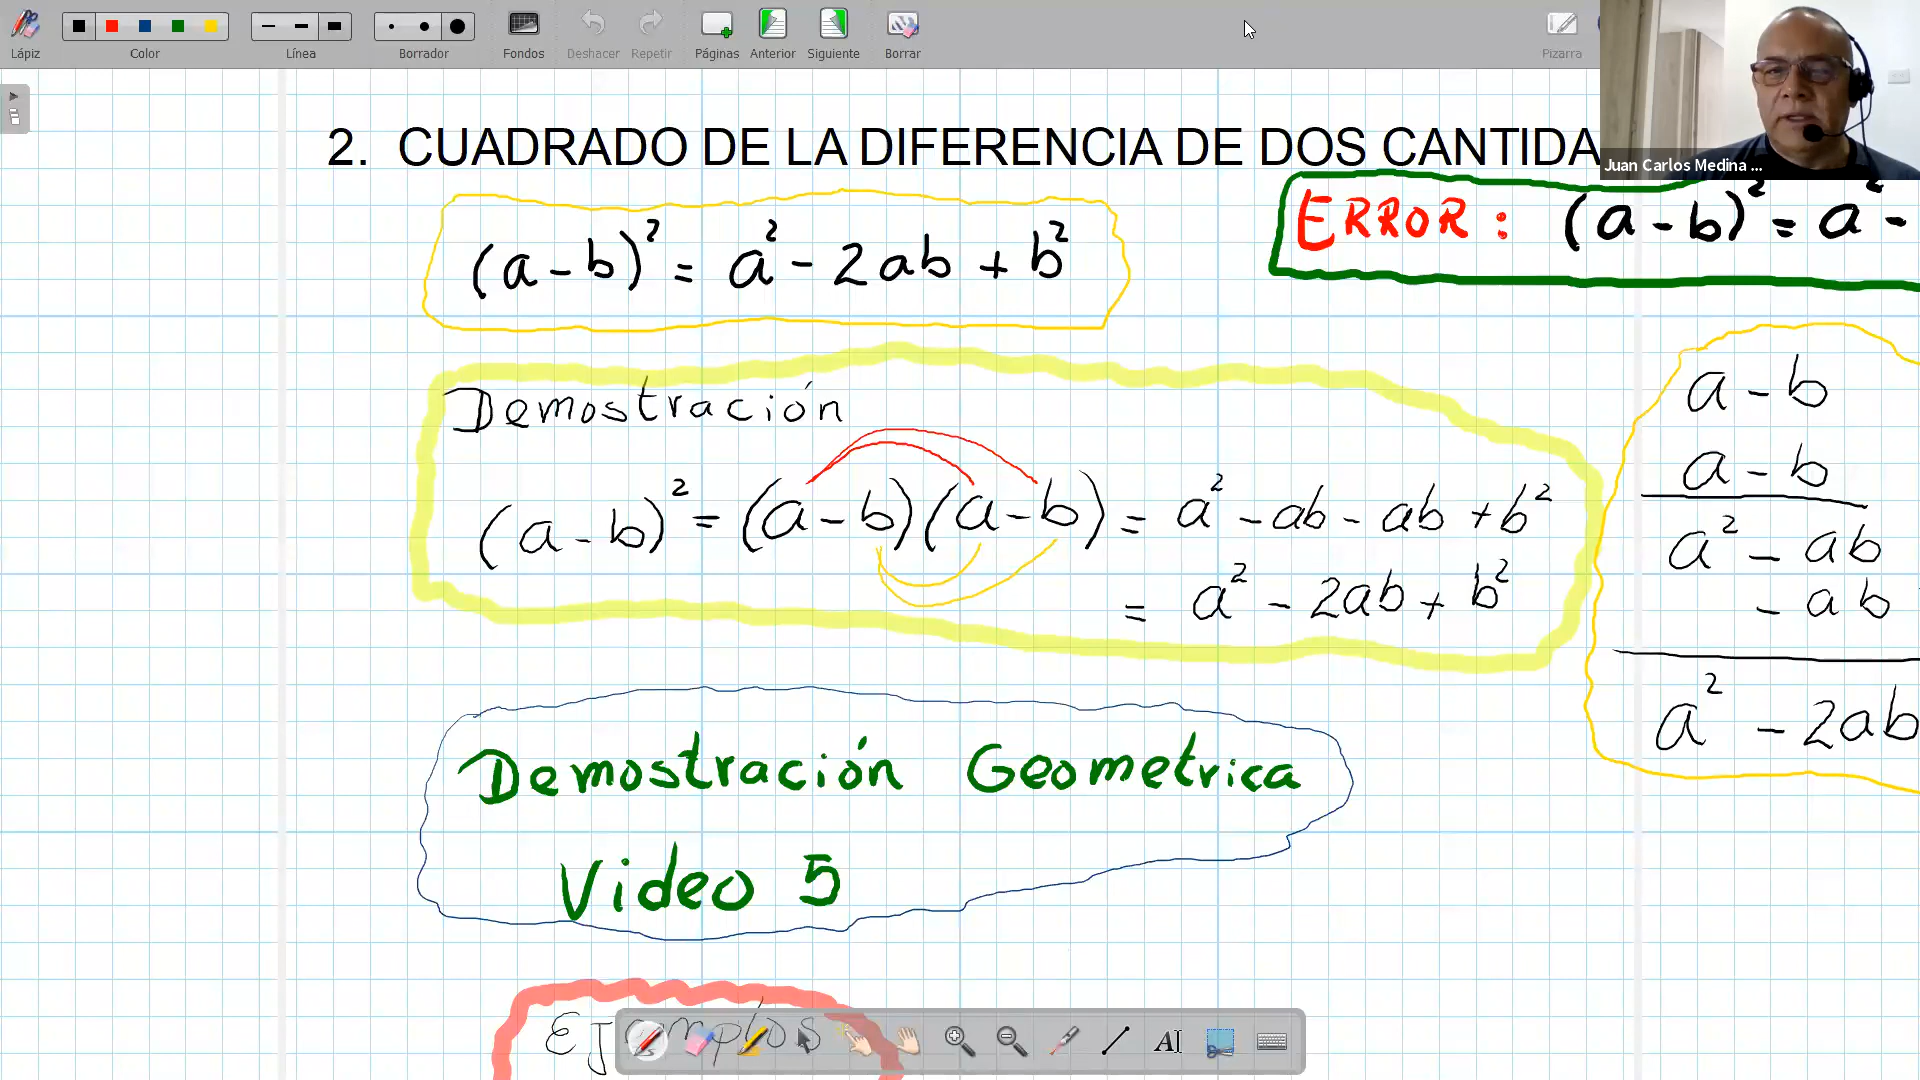 Lápiz Color Línea Borrador Fondos Deshacer Repetir Páginas Anterior Siguiente Borrar Pizarra
2. CUADRADO DE LA DIFERENCIA DE DOS CANTIDA
Juan Carlos Medina ...
(a - b)² = a² - 2ab + b²
ERROR: (a - b)² = a² -
Demostración
(a - b)² = (a - b)(a - b) = a² - ab - ab + b²
= a² - 2ab + b²
a - b
a - b
a² - ab
- ab
a² - 2ab
Demostración Geometrica
Video 5
Ejemplos
AI